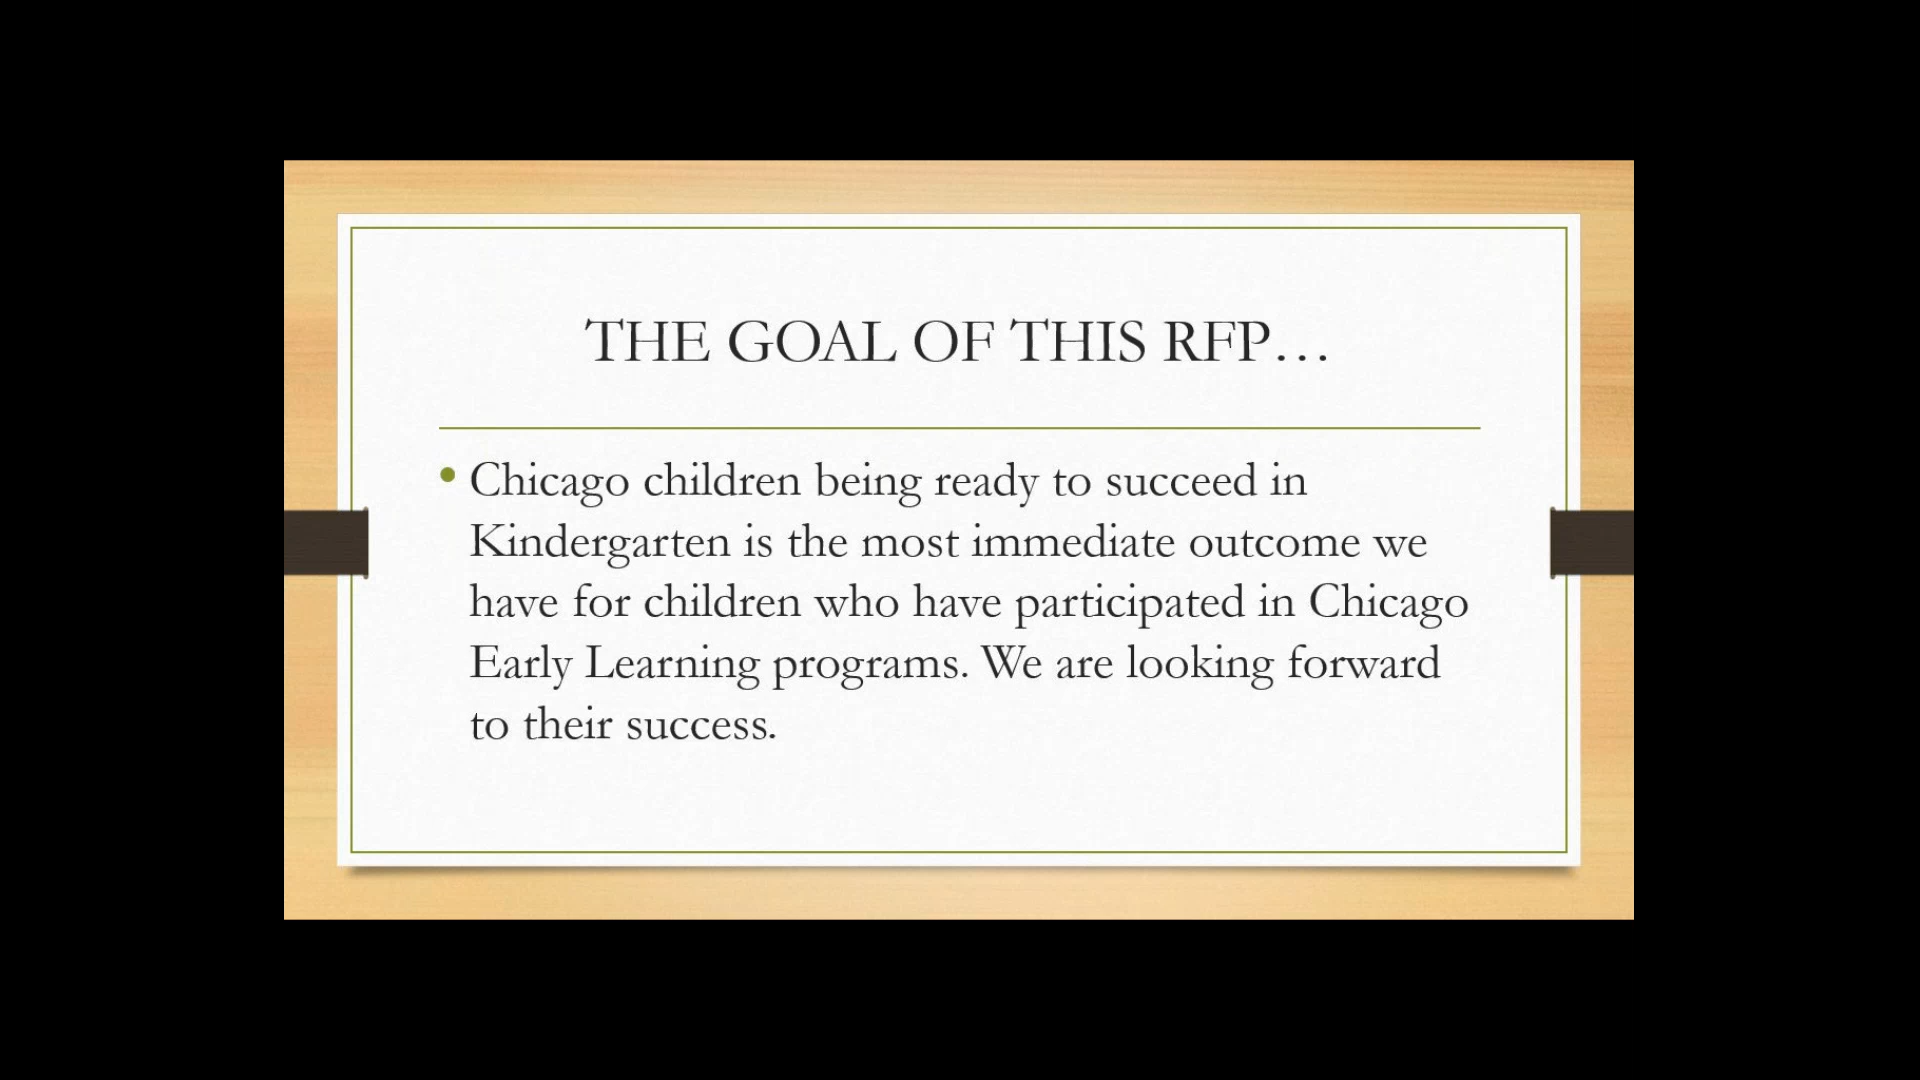 THE GOAL OF THIS RFP…
• Chicago children being ready to succeed in
Kindergarten is the most immediate outcome we
have for children who have participated in Chicago
Early Learning programs. We are looking forward
to their success.